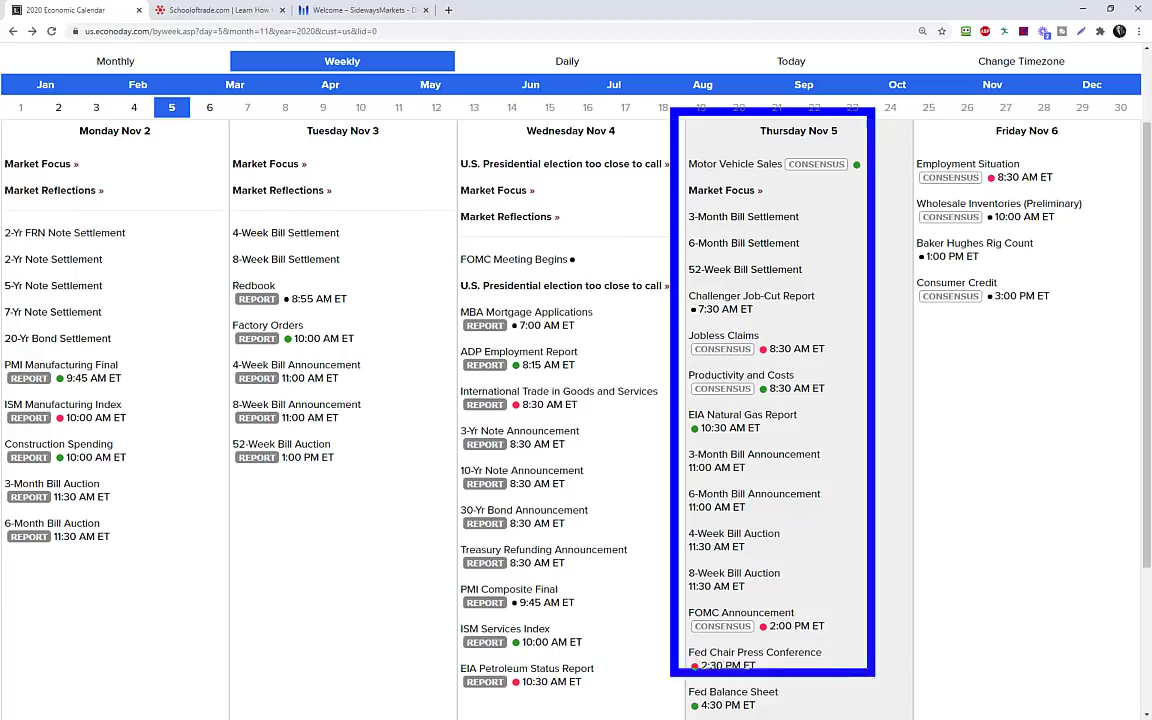 2020 Economic Calendar
Schooloftrade.com | Learn How
Welcome – SidewaysMarkets - D
us.econoday.com/byweek.asp?day=5&month=11&year=2020&cust=us&lid=0
Monthly
Weekly
Daily
Today
Change Timezone
Jan Feb Mar Apr May Jun Jul Aug Sep Oct Nov Dec
1 2 3 4 5 6 7 8 9 10 11 12 13 14 15 16 17 18 19 20 21 22 23 24 25 26 27 28 29 30
Monday Nov 2
Market Focus »
Market Reflections »
2-Yr FRN Note Settlement
2-Yr Note Settlement
5-Yr Note Settlement
7-Yr Note Settlement
20-Yr Bond Settlement
PMI Manufacturing Final
REPORT 9:45 AM ET
ISM Manufacturing Index
REPORT 10:00 AM ET
Construction Spending
REPORT 10:00 AM ET
3-Month Bill Auction
REPORT 11:30 AM ET
6-Month Bill Auction
REPORT 11:30 AM ET
Tuesday Nov 3
Market Focus »
Market Reflections »
4-Week Bill Settlement
8-Week Bill Settlement
Redbook
REPORT 8:55 AM ET
Factory Orders
REPORT 10:00 AM ET
4-Week Bill Announcement
REPORT 11:00 AM ET
8-Week Bill Announcement
REPORT 11:00 AM ET
52-Week Bill Auction
REPORT 1:00 PM ET
Wednesday Nov 4
U.S. Presidential election too close to call »
Market Focus »
Market Reflections »
FOMC Meeting Begins
U.S. Presidential election too close to call »
MBA Mortgage Applications
REPORT 7:00 AM ET
ADP Employment Report
REPORT 8:15 AM ET
International Trade in Goods and Services
REPORT 8:30 AM ET
3-Yr Note Announcement
REPORT 8:30 AM ET
10-Yr Note Announcement
REPORT 8:30 AM ET
30-Yr Bond Announcement
REPORT 8:30 AM ET
Treasury Refunding Announcement
REPORT 8:30 AM ET
PMI Composite Final
REPORT 9:45 AM ET
ISM Services Index
REPORT 10:00 AM ET
EIA Petroleum Status Report
REPORT 10:30 AM ET
Thursday Nov 5
Motor Vehicle Sales CONSENSUS
Market Focus »
3-Month Bill Settlement
6-Month Bill Settlement
52-Week Bill Settlement
Challenger Job-Cut Report
7:30 AM ET
Jobless Claims
CONSENSUS 8:30 AM ET
Productivity and Costs
CONSENSUS 8:30 AM ET
EIA Natural Gas Report
10:30 AM ET
3-Month Bill Announcement
11:00 AM ET
6-Month Bill Announcement
11:00 AM ET
4-Week Bill Auction
11:30 AM ET
8-Week Bill Auction
11:30 AM ET
FOMC Announcement
CONSENSUS 2:00 PM ET
Fed Chair Press Conference
2:30 PM ET
Fed Balance Sheet
4:30 PM ET
Friday Nov 6
Employment Situation
CONSENSUS 8:30 AM ET
Wholesale Inventories (Preliminary)
CONSENSUS 10:00 AM ET
Baker Hughes Rig Count
1:00 PM ET
Consumer Credit
CONSENSUS 3:00 PM ET